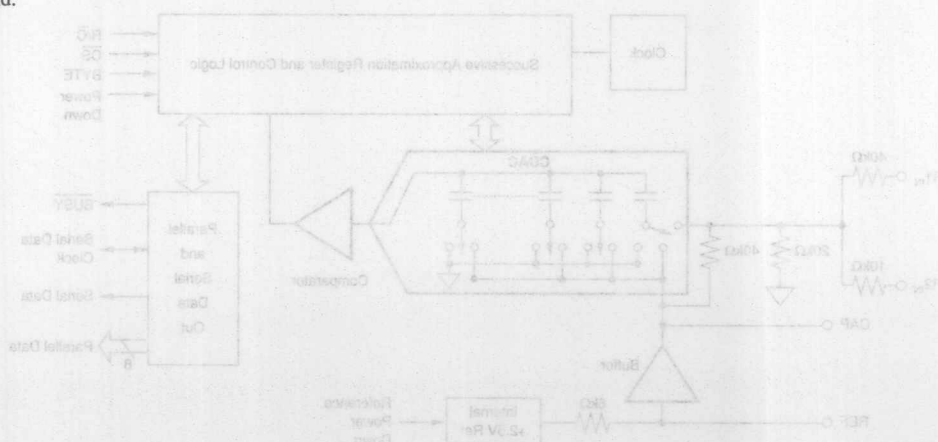 d.
R/C
CS
BYTE
Power
Down
Successive Approximation Register and Control Logic
Clock
CDAC
40kΩ
R1IN
BUSY
Serial Data
Clock
Serial Data
Parallel Data
8
Parallel
and
Serial
Data
Out
Comparator
40kΩ
20kΩ
10kΩ
R2IN
CAP
Buffer
Reference
Power
Down
Internal
+2.5V Ref
6kΩ
REF